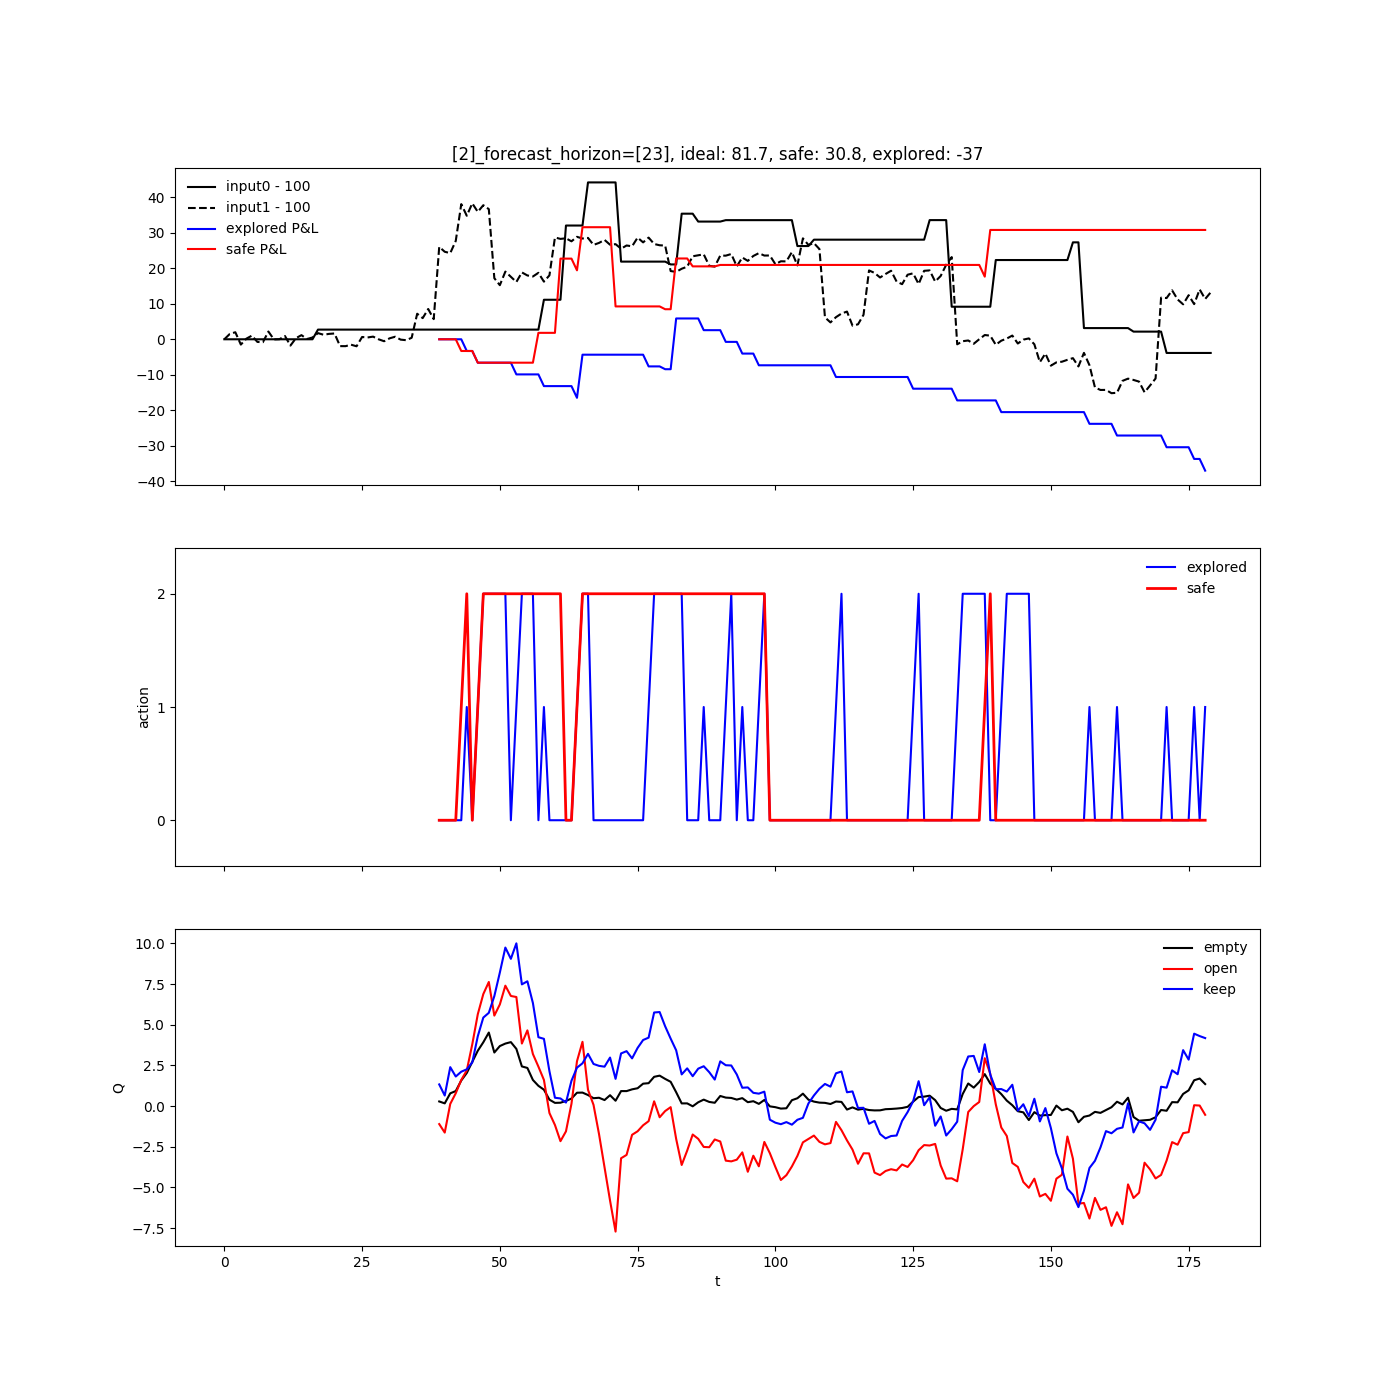 [2]_forecast_horizon=[23], ideal: 81.7, safe: 30.8, explored: -37
input0 - 100
input1 - 100
explored P&L
safe P&L
40
30
20
10
0
−10
−20
−30
−40
explored
safe
2
1
0
action
empty
open
keep
10.0
7.5
5.0
2.5
0.0
−2.5
−5.0
−7.5
Q
0 25 50 75 100 125 150 175
t